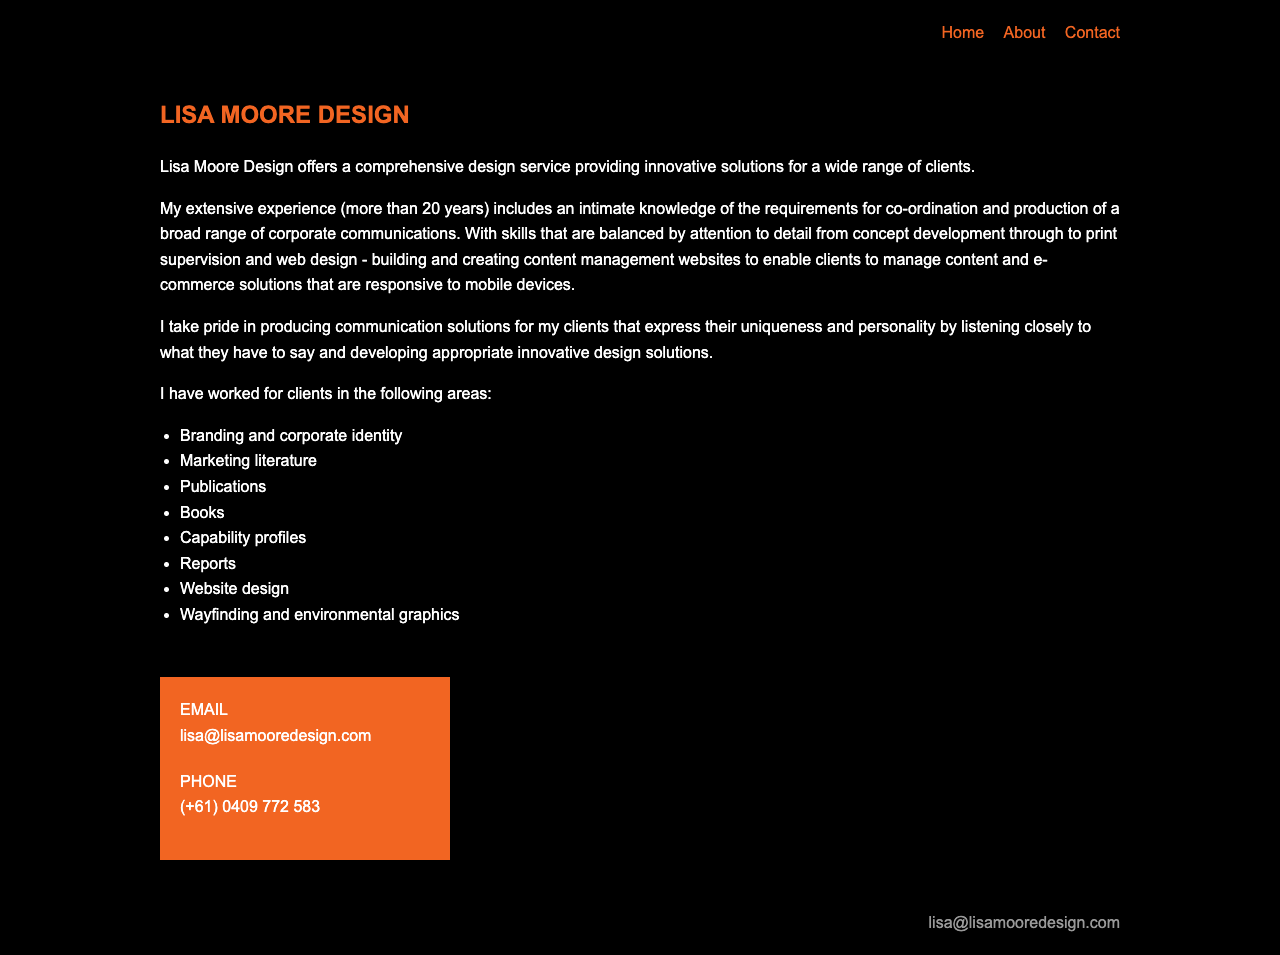 Home About Contact
LISA MOORE DESIGN
Lisa Moore Design offers a comprehensive design service providing innovative solutions for a wide range of clients.
My extensive experience (more than 20 years) includes an intimate knowledge of the requirements for co-ordination and production of a
broad range of corporate communications. With skills that are balanced by attention to detail from concept development through to print
supervision and web design - building and creating content management websites to enable clients to manage content and e-
commerce solutions that are responsive to mobile devices.
I take pride in producing communication solutions for my clients that express their uniqueness and personality by listening closely to
what they have to say and developing appropriate innovative design solutions.
I have worked for clients in the following areas:
• Branding and corporate identity
• Marketing literature
• Publications
• Books
• Capability profiles
• Reports
• Website design
• Wayfinding and environmental graphics
EMAIL
lisa@lisamooredesign.com
PHONE
(+61) 0409 772 583
lisa@lisamooredesign.com